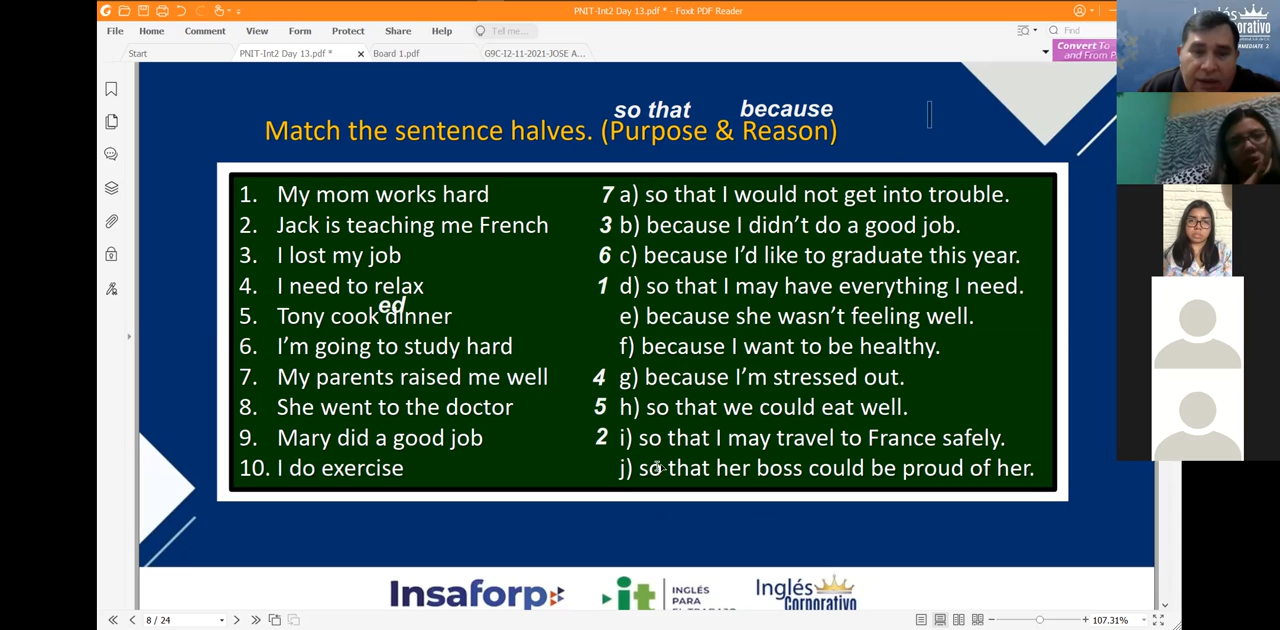 PNIT-Int2 Day 13.pdf * - Foxit PDF Reader
File Home Comment View Form Protect Share Help Tell me... Find
Start PNIT-Int2 Day 13.pdf * Board 1.pdf G9C-I2-11-2021-JOSE A...
Convert To
and From P
Inglés
Corporativo
so that because
Match the sentence halves. (Purpose & Reason)
1. My mom works hard 7 a) so that I would not get into trouble.
2. Jack is teaching me French 3 b) because I didn’t do a good job.
3. I lost my job 6 c) because I’d like to graduate this year.
4. I need to relax 1 d) so that I may have everything I need.
ed
5. Tony cook dinner e) because she wasn’t feeling well.
6. I’m going to study hard f) because I want to be healthy.
7. My parents raised me well 4 g) because I’m stressed out.
8. She went to the doctor 5 h) so that we could eat well.
9. Mary did a good job 2 i) so that I may travel to France safely.
10. I do exercise j) so that her boss could be proud of her.
Insaforp it INGLÉS
PARA
Inglés
Corporativo
8 / 24 107.31%